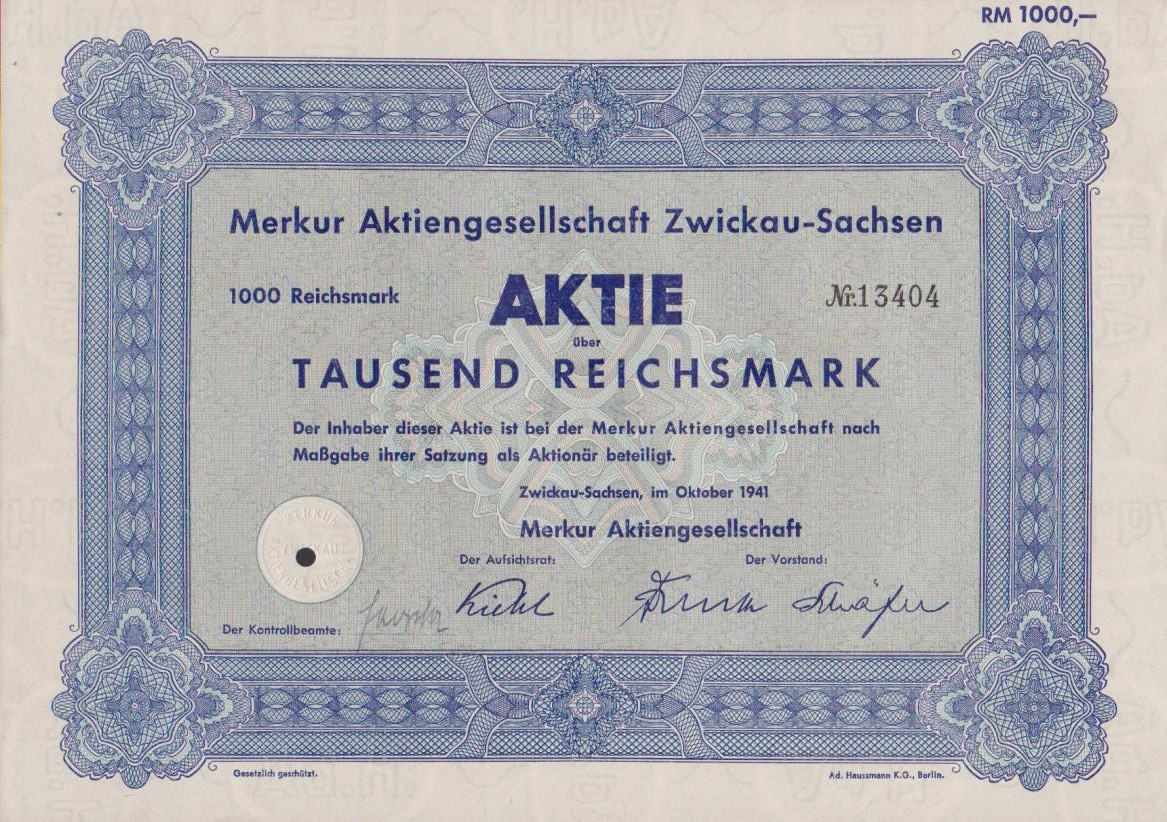 RM 1000,—
Merkur Aktiengesellschaft Zwickau-Sachsen
1000 Reichsmark AKTIE Nr. 13404
über
TAUSEND REICHSMARK
Der Inhaber dieser Aktie ist bei der Merkur Aktiengesellschaft nach
Maßgabe ihrer Satzung als Aktionär beteiligt.
Zwickau-Sachsen, im Oktober 1941
Merkur Aktiengesellschaft
Der Aufsichtsrat: Der Vorstand:
MERKUR
ZWICKAU
AKTIENGESELLSCHAFT
Schäfer
Der Kontrollbeamte:
Gesetzlich geschützt. Ad. Haussmann K.G., Berlin.